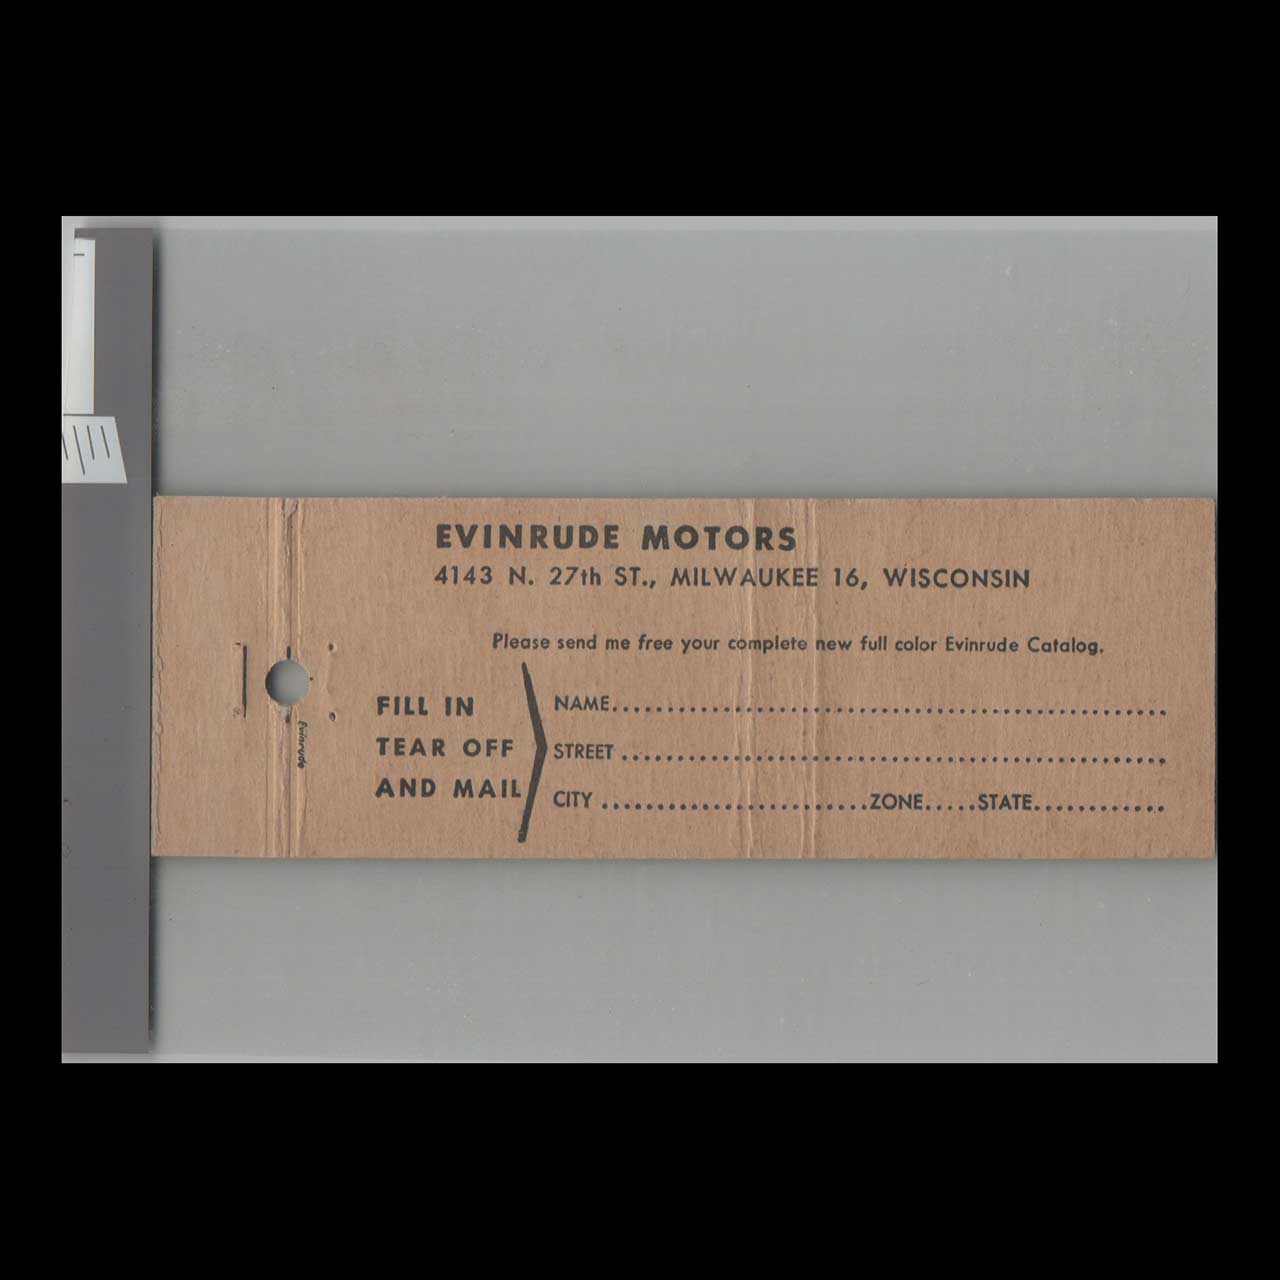 EVINRUDE MOTORS
4143 N. 27th ST., MILWAUKEE 16, WISCONSIN
Please send me free your complete new full color Evinrude Catalog.
FILL IN
TEAR OFF
AND MAIL
NAME..................................................
STREET..................................................
CITY........................ZONE.....STATE............
Evinrude